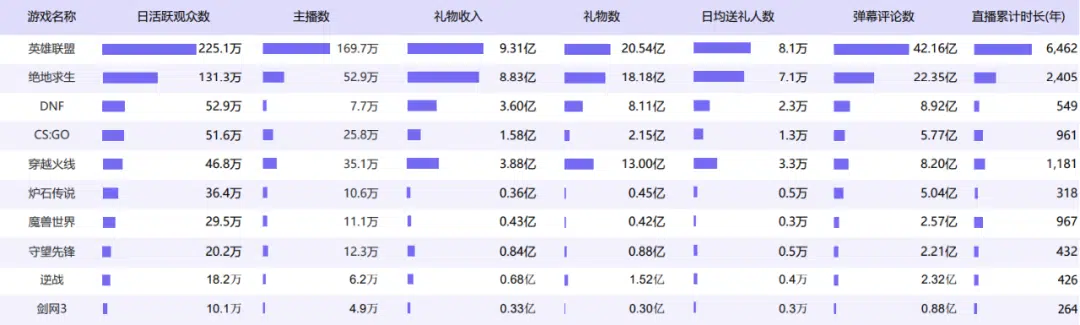 游戏名称 日活跃观众数 主播数 礼物收入 礼物数 日均送礼人数 弹幕评论数 直播累计时长(年)
英雄联盟 225.1万 169.7万 9.31亿 20.54亿 8.1万 42.16亿 6,462
绝地求生 131.3万 52.9万 8.83亿 18.18亿 7.1万 22.35亿 2,405
DNF 52.9万 7.7万 3.60亿 8.11亿 2.3万 8.92亿 549
CS:GO 51.6万 25.8万 1.58亿 2.15亿 1.3万 5.77亿 961
穿越火线 46.8万 35.1万 3.88亿 13.00亿 3.3万 8.20亿 1,181
炉石传说 36.4万 10.6万 0.36亿 0.45亿 0.5万 5.04亿 318
魔兽世界 29.5万 11.1万 0.43亿 0.42亿 0.3万 2.57亿 967
守望先锋 20.2万 12.3万 0.84亿 0.88亿 0.5万 2.21亿 432
逆战 18.2万 6.2万 0.68亿 1.52亿 0.4万 2.32亿 426
剑网3 10.1万 4.9万 0.33亿 0.30亿 0.3万 0.88亿 264